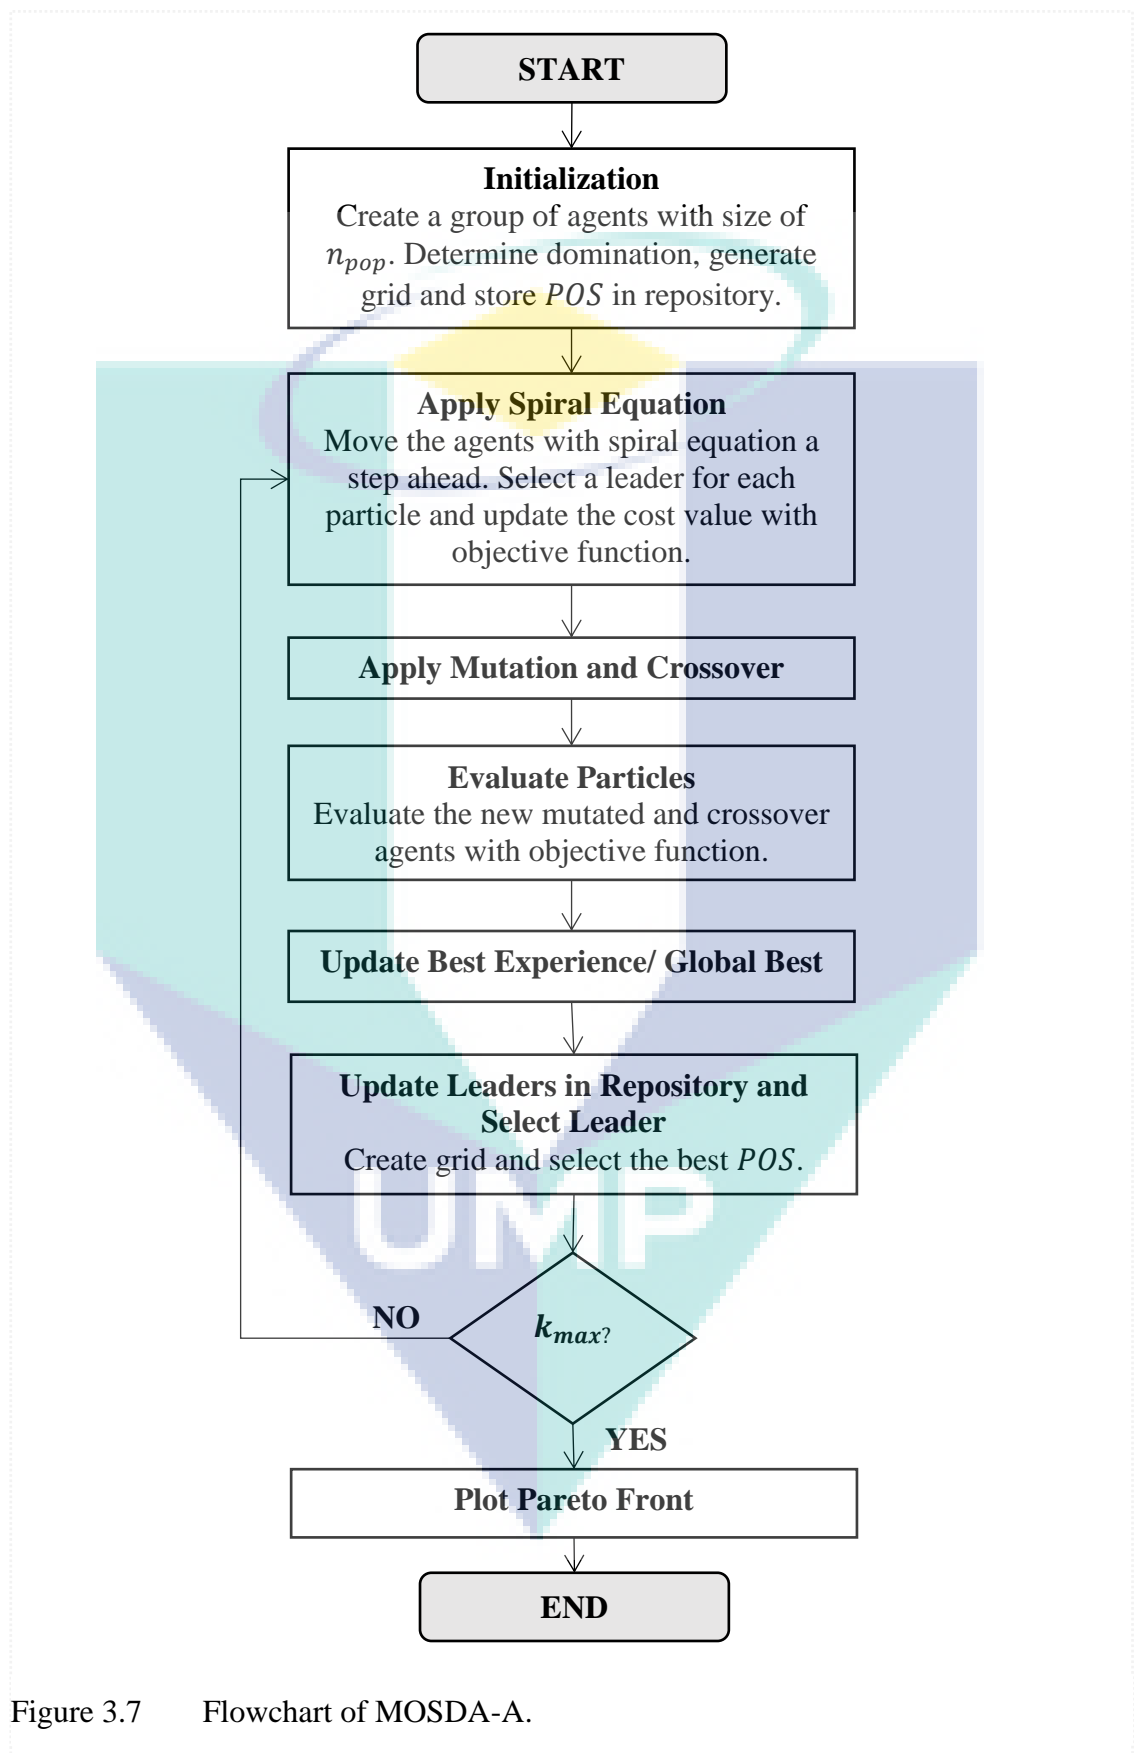 START
Initialization
Create a group of agents with size of
n_pop. Determine domination, generate
grid and store POS in repository.
Apply Spiral Equation
Move the agents with spiral equation a
step ahead. Select a leader for each
particle and update the cost value with
objective function.
Apply Mutation and Crossover
Evaluate Particles
Evaluate the new mutated and crossover
agents with objective function.
Update Best Experience/ Global Best
Update Leaders in Repository and
Select Leader
Create grid and select the best POS.
UMP
NO
k_max?
YES
Plot Pareto Front
END
Figure 3.7 Flowchart of MOSDA-A.